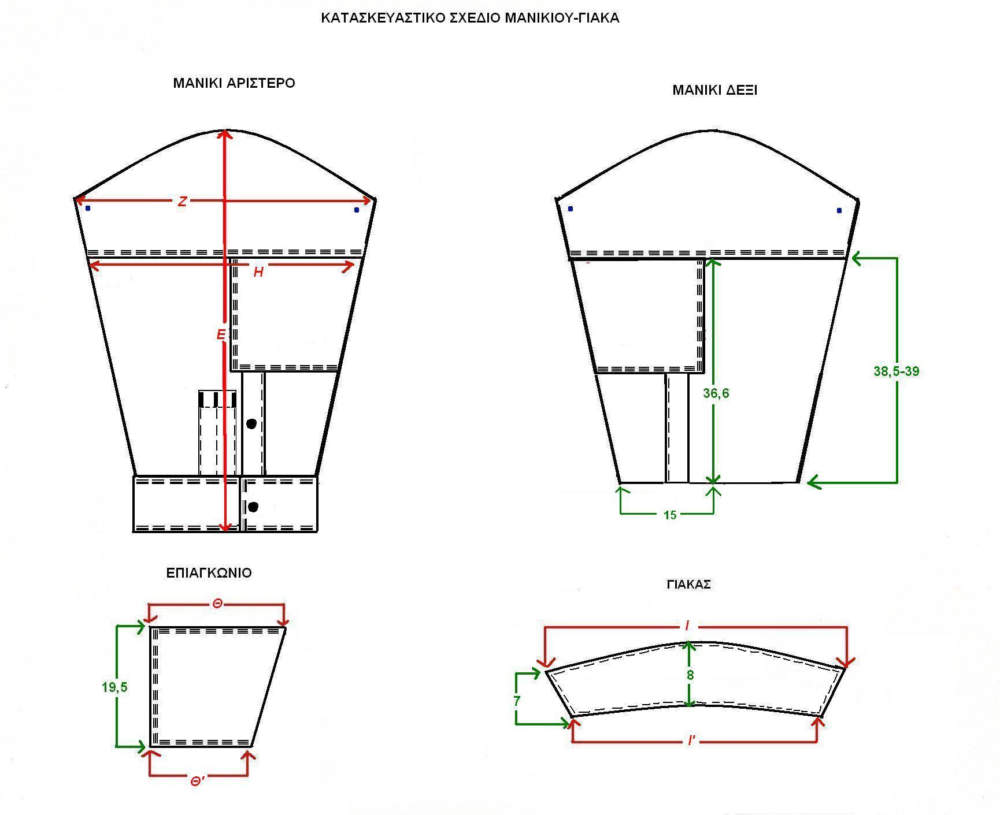 ΚΑΤΑΣΚΕΥΑΣΤΙΚΟ ΣΧΕΔΙΟ ΜΑΝΙΚΙΟΥ-ΓΙΑΚΑ
ΜΑΝΙΚΙ ΑΡΙΣΤΕΡΟ
ΜΑΝΙΚΙ ΔΕΞΙ
Ζ
Η
Ε
36,6
38,5-39
15
ΕΠΙΑΓΚΩΝΙΟ
ΓΙΑΚΑΣ
Θ
19,5
Θ'
Ι
8
7
Ι'